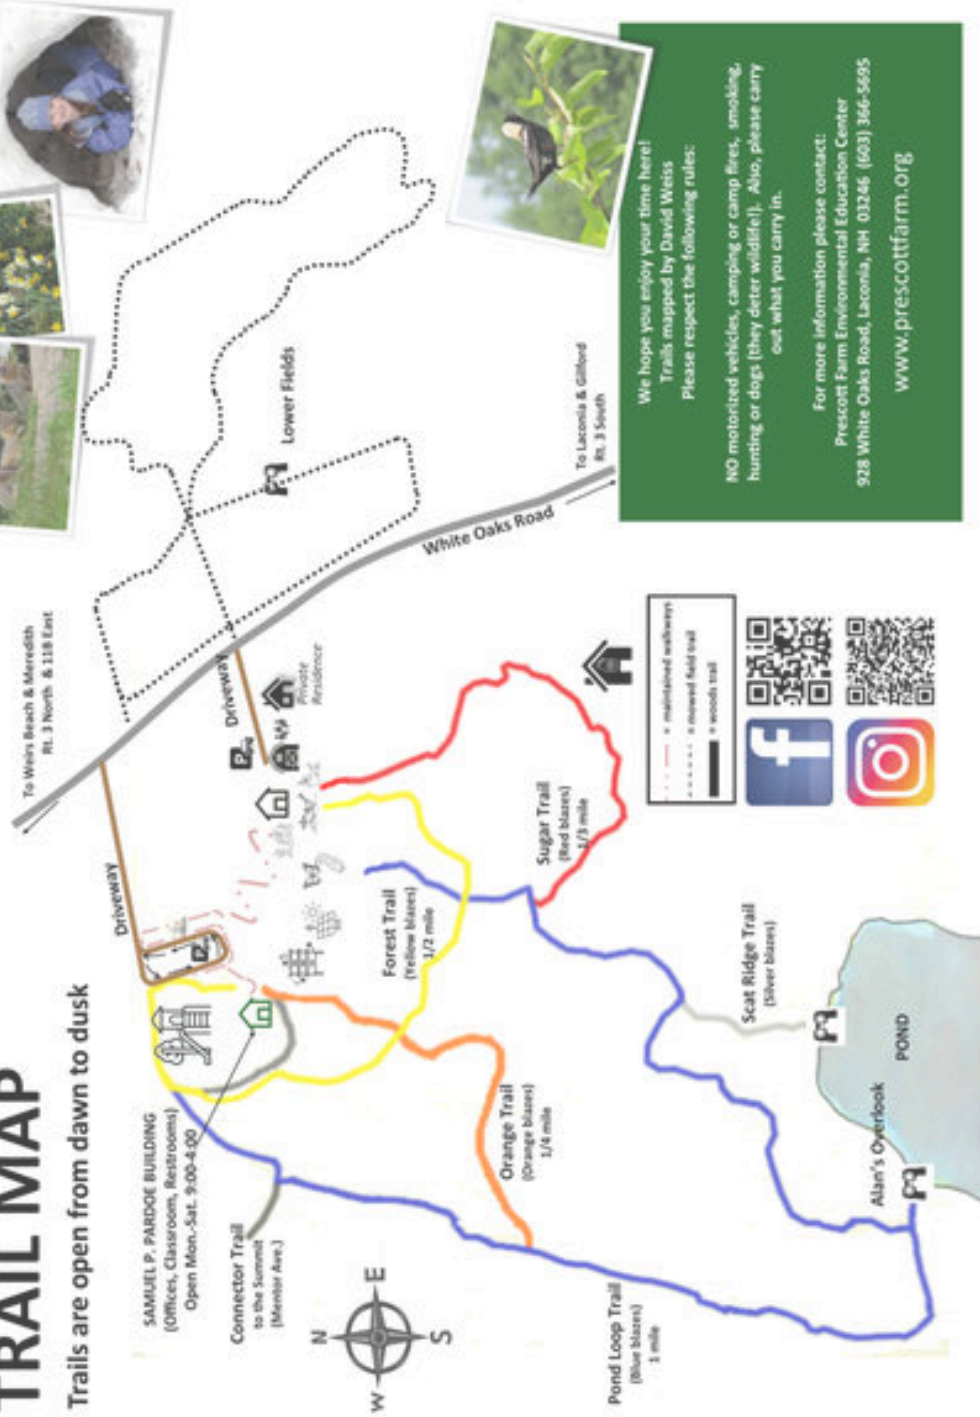 TRAIL MAP
Trails are open from dawn to dusk
To Weirs Beach & Meredith
Rt. 3 North & 11B East
Driveway
Driveway
Private
Residence
Lower Fields
White Oaks Road
To Laconia & Gilford
Rt. 3 South
SAMUEL P. PARDOE BUILDING
(Offices, Classroom, Restrooms)
Open Mon.-Sat. 9:00-4:00
Connector Trail
to the Summit
(Mentor Ave.)
N
E
S
W
Forest Trail
(Yellow blazes)
1/2 mile
Orange Trail
(Orange blazes)
1/4 mile
Sugar Trail
(Red blazes)
1/3 mile
Pond Loop Trail
(Blue blazes)
1 mile
Scat Ridge Trail
(Silver blazes)
Alan's Overlook
POND
= maintained walkways
= mowed field trail
= woods trail
We hope you enjoy your time here!
Trails mapped by David Weiss
Please respect the following rules:
NO motorized vehicles, camping or camp fires, smoking,
hunting or dogs (they deter wildlife!). Also, please carry
out what you carry in.
For more information please contact:
Prescott Farm Environmental Education Center
928 White Oaks Road, Laconia, NH 03246 (603) 366-5695
www.prescottfarm.org